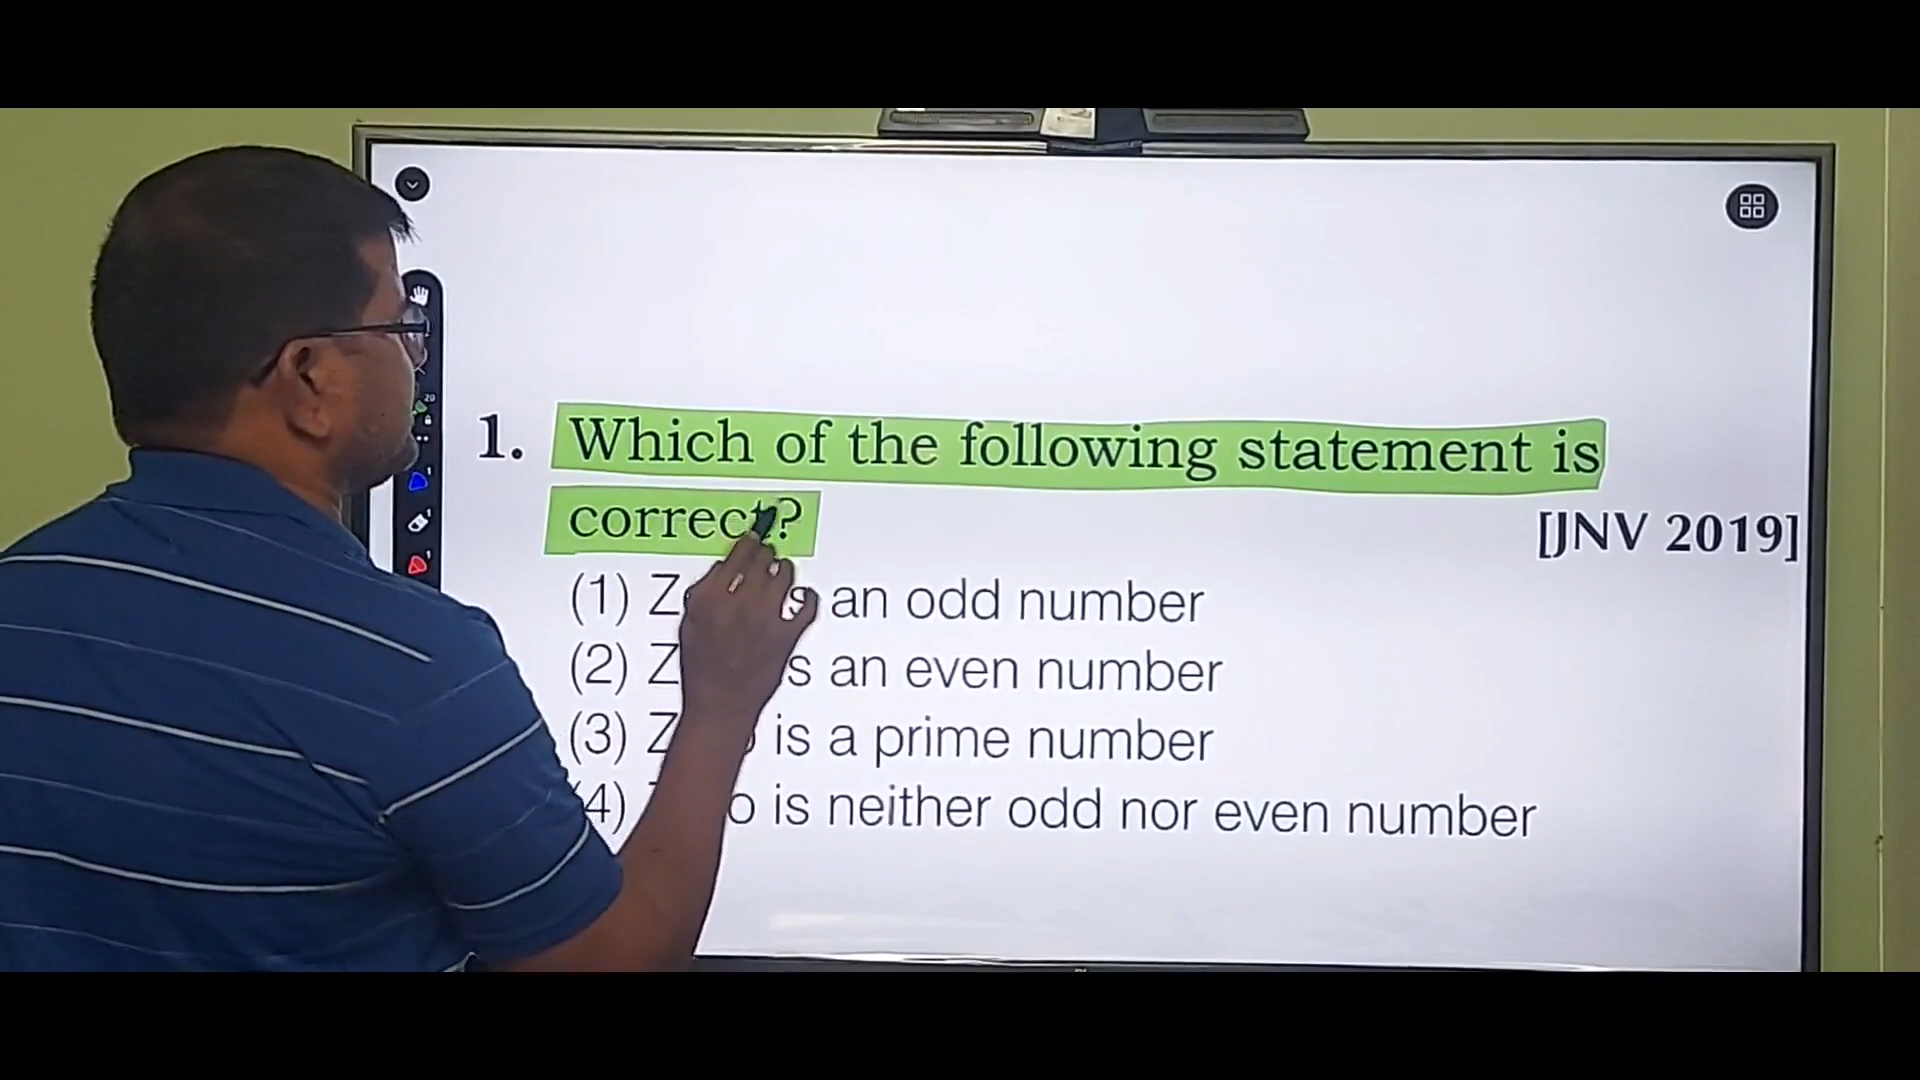 1. Which of the following statement is
correct?
[JNV 2019]
(1) an odd number
(2) an even number
(3) is a prime number
(4) is neither odd nor even number